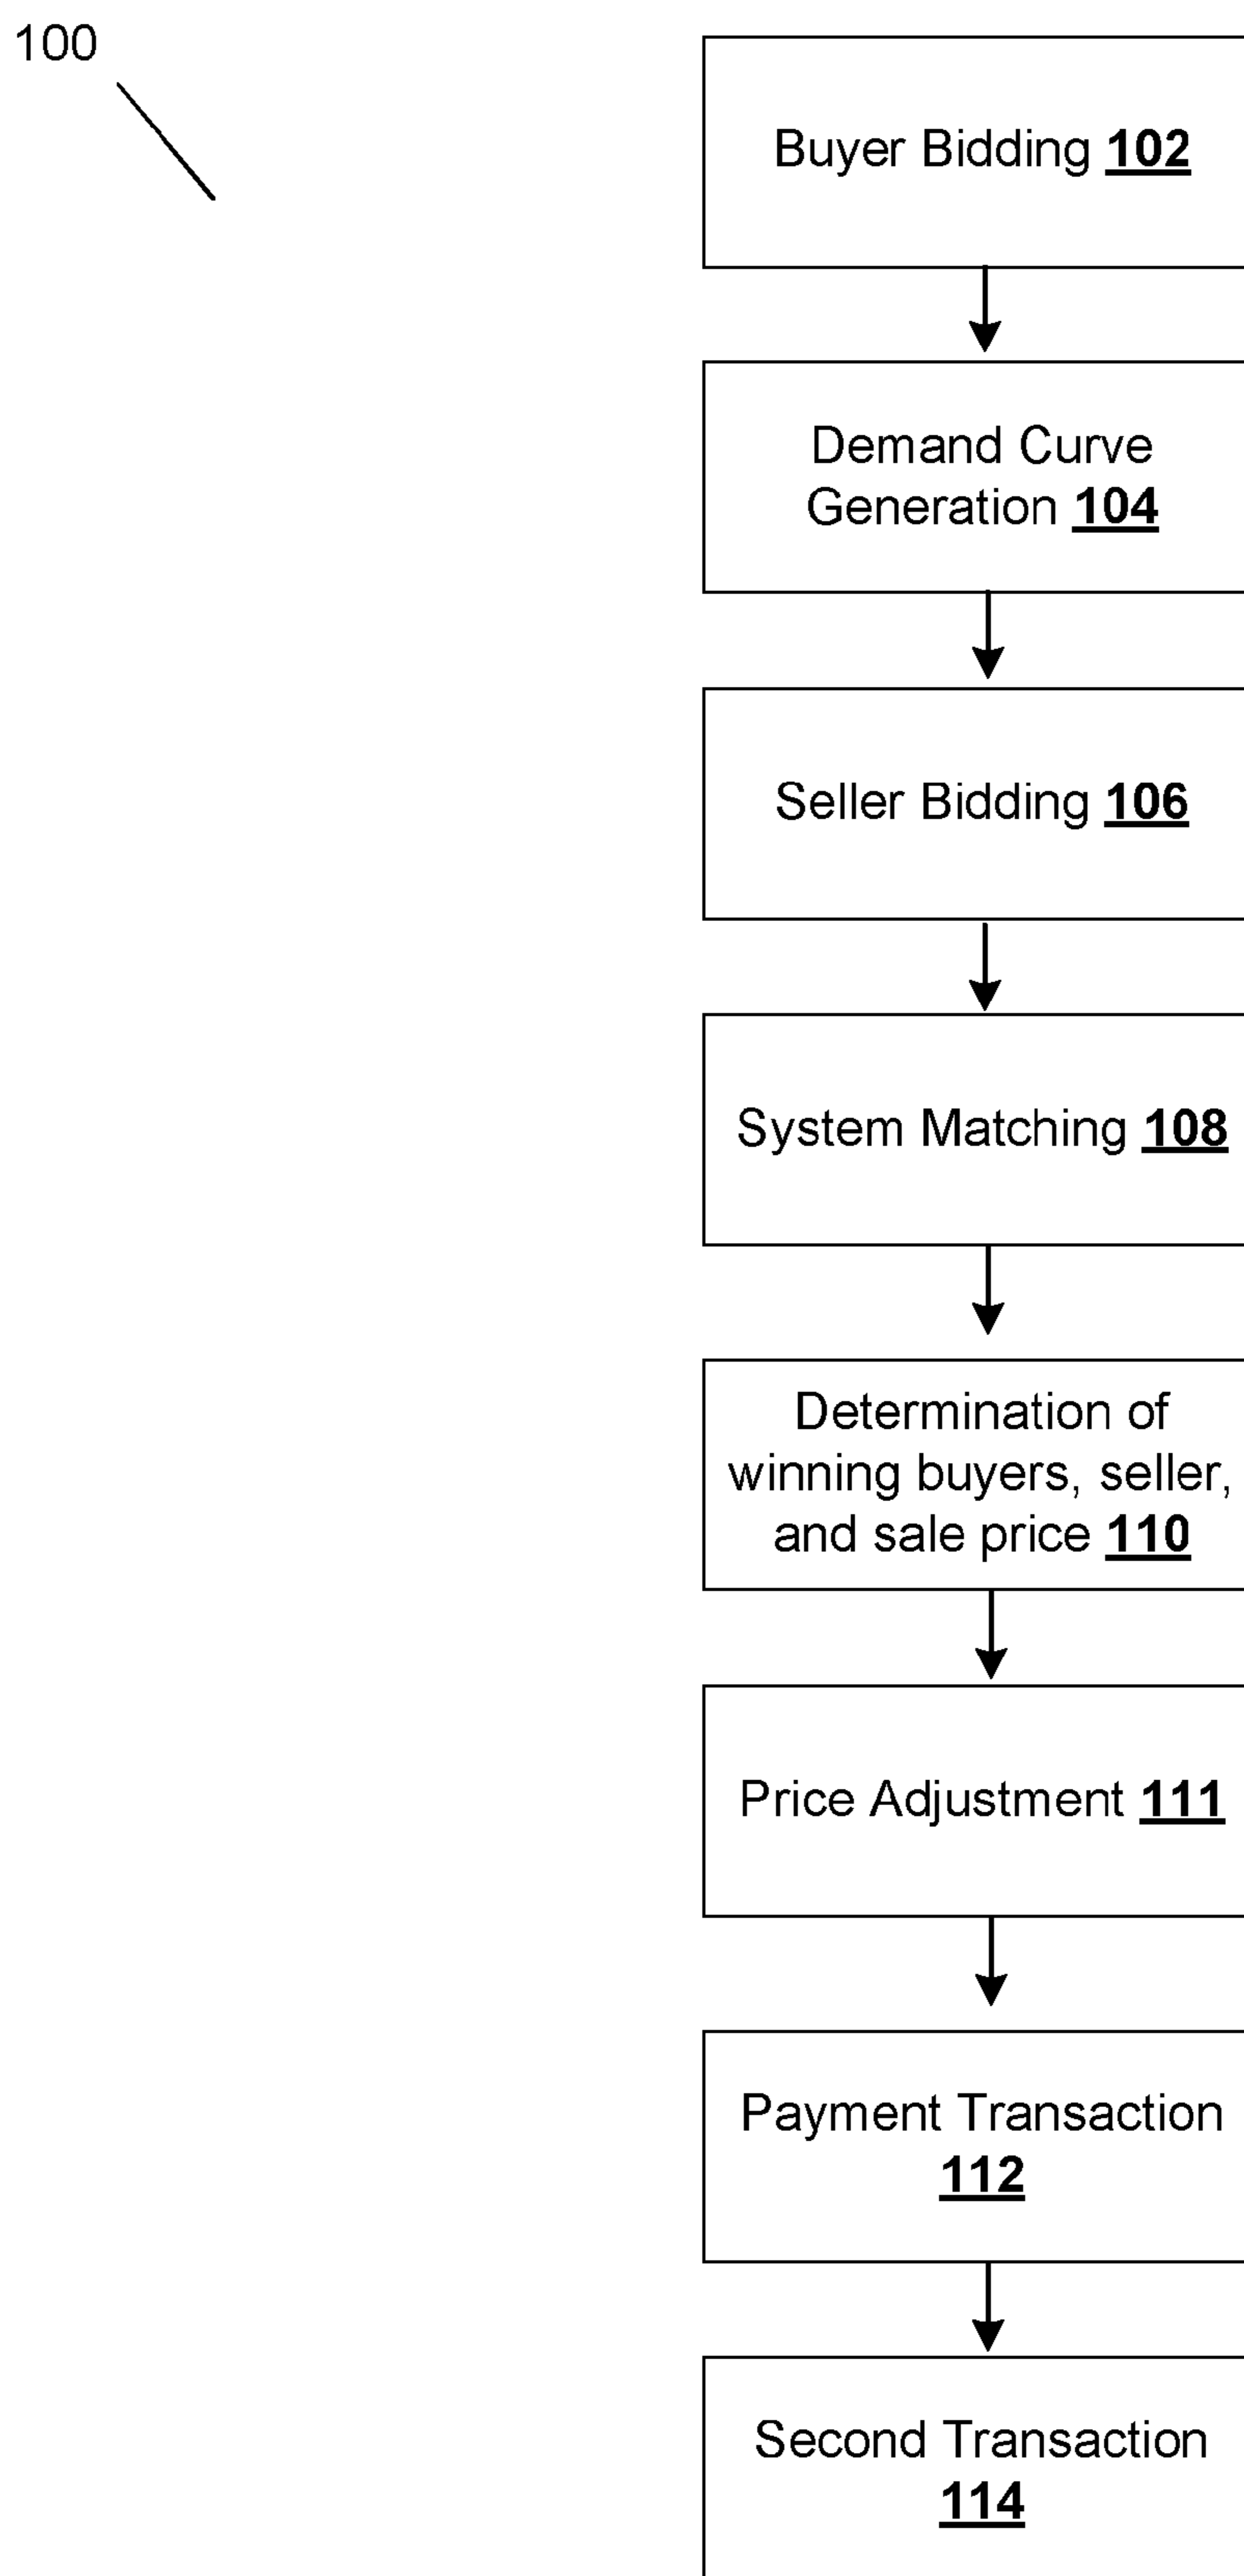 100
Buyer Bidding 102
Demand Curve
Generation 104
Seller Bidding 106
System Matching 108
Determination of
winning buyers, seller,
and sale price 110
Price Adjustment 111
Payment Transaction
112
Second Transaction
114